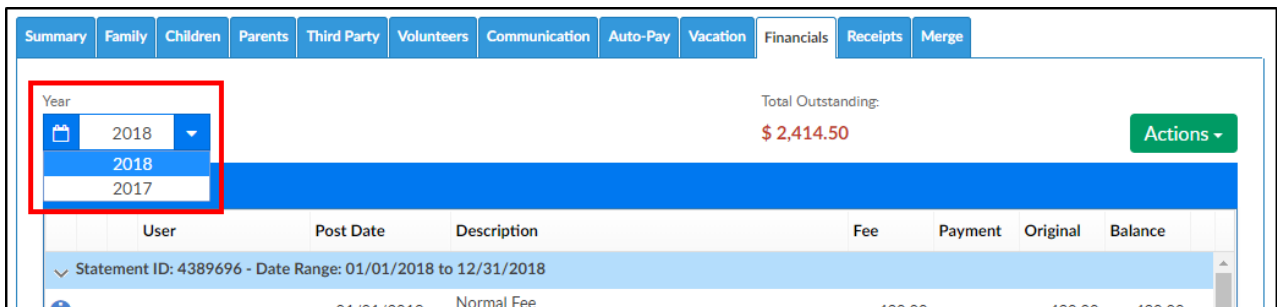 Summary Family Children Parents Third Party Volunteers Communication Auto-Pay Vacation Financials Receipts Merge
Year
Total Outstanding:
2018
$ 2,414.50
Actions
2018
2017
User Post Date Description Fee Payment Original Balance
Statement ID: 4389696 - Date Range: 01/01/2018 to 12/31/2018
Normal Fee